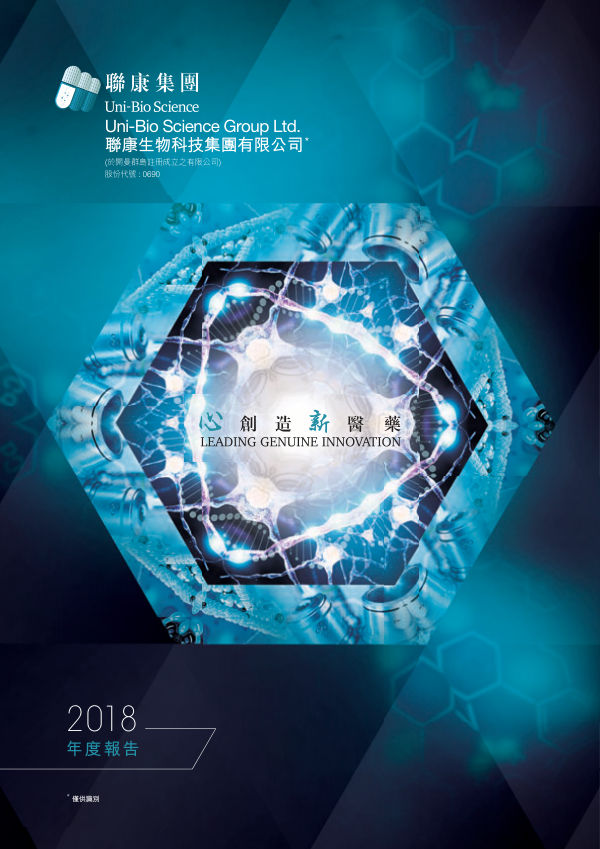 聯康集團
Uni-Bio Science
Uni-Bio Science Group Ltd.
聯康生物科技集團有限公司*
(於開曼群島註冊成立之有限公司)
股份代號 : 0690
心創造新醫藥
LEADING GENUINE INNOVATION
2018
年度報告
* 僅供識別